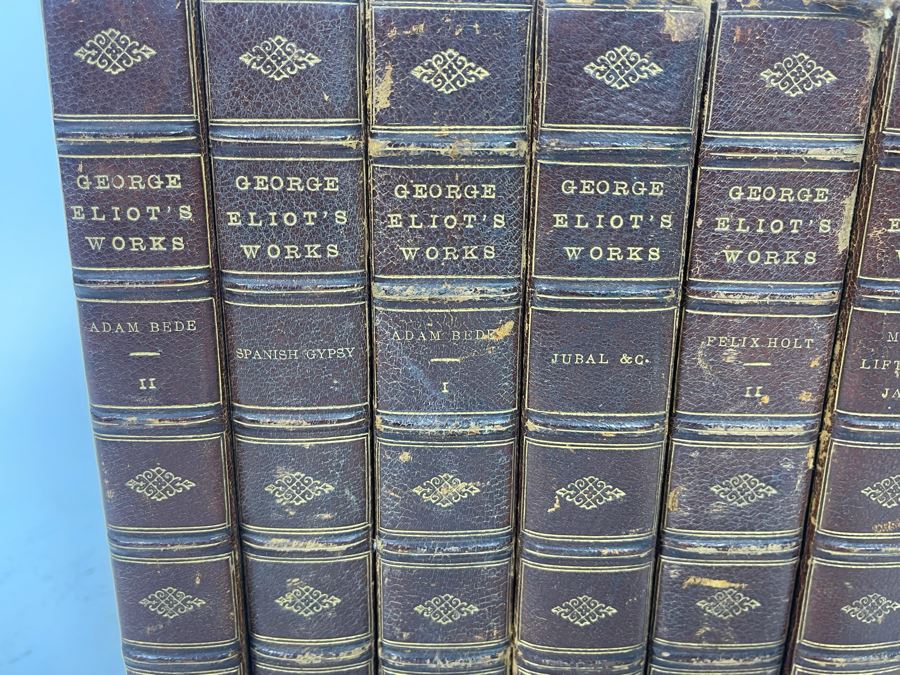 GEORGE
ELIOT'S
WORKS
ADAM BEDE
II
GEORGE
ELIOT'S
WORKS
SPANISH GYPSY
GEORGE
ELIOT'S
WORKS
ADAM BEDE
I
GEORGE
ELIOT'S
WORKS
JUBAL &C.
GEORGE
ELIOT'S
WORKS
FELIX HOLT
II